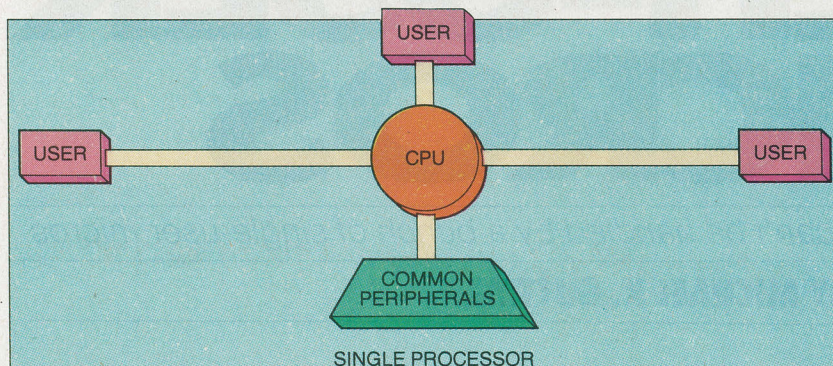 USER
USER
CPU
USER
COMMON
PERIPHERALS
SINGLE PROCESSOR